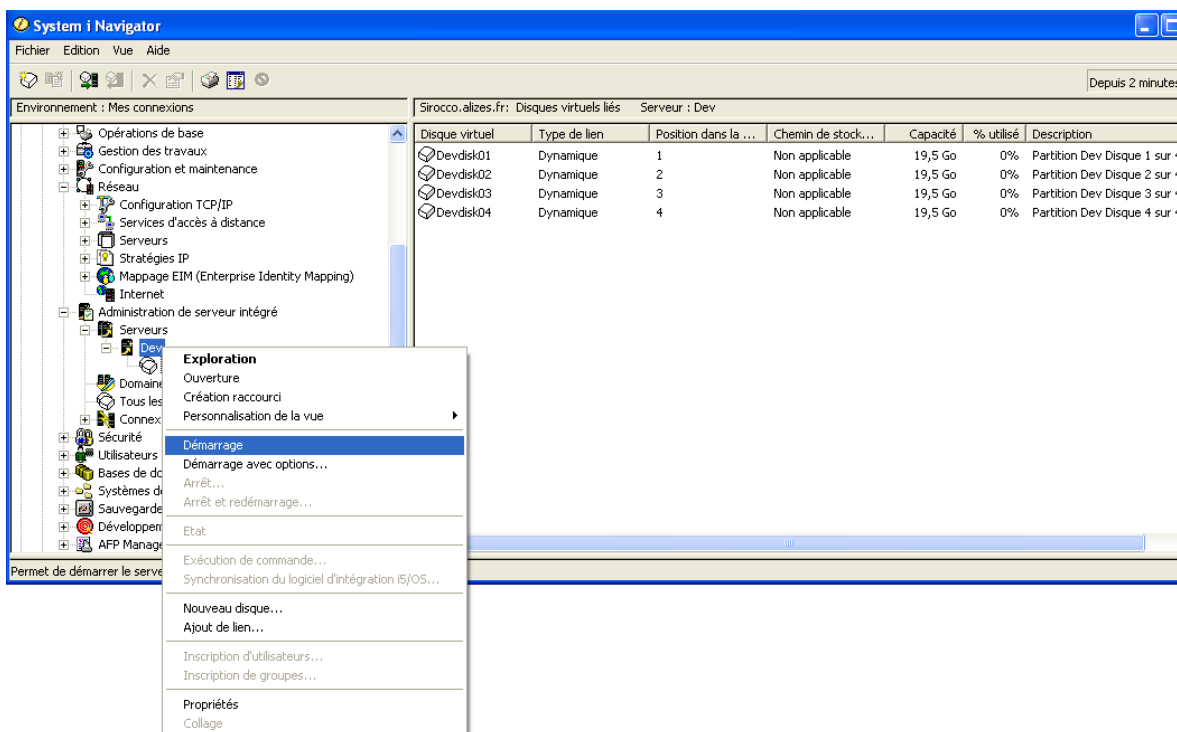 System i Navigator
Fichier Edition Vue Aide
Depuis 2 minutes
Environnement : Mes connexions
Sirocco.alizes.fr: Disques virtuels liés Serveur : Dev
Opérations de base
Gestion des travaux
Configuration et maintenance
Réseau
Configuration TCP/IP
Services d'accès à distance
Serveurs
Stratégies IP
Mappage EIM (Enterprise Identity Mapping)
Internet
Administration de serveur intégré
Serveurs
Dev
Domaine
Tous les
Connex
Sécurité
Utilisateurs
Bases de do
Systèmes d
Sauvegarde
Développem
AFP Manage
Disque virtuel Type de lien Position dans la ... Chemin de stock... Capacité % utilisé Description
Devdisk01 Dynamique 1 Non applicable 19,5 Go 0% Partition Dev Disque 1 sur 4
Devdisk02 Dynamique 2 Non applicable 19,5 Go 0% Partition Dev Disque 2 sur 4
Devdisk03 Dynamique 3 Non applicable 19,5 Go 0% Partition Dev Disque 3 sur 4
Devdisk04 Dynamique 4 Non applicable 19,5 Go 0% Partition Dev Disque 4 sur 4
Exploration
Ouverture
Création raccourci
Personnalisation de la vue
Démarrage
Démarrage avec options...
Arrêt...
Arrêt et redémarrage...
Etat
Exécution de commande...
Synchronisation du logiciel d'intégration i5/OS...
Nouveau disque...
Ajout de lien...
Inscription d'utilisateurs...
Inscription de groupes...
Propriétés
Collage
Permet de démarrer le serve